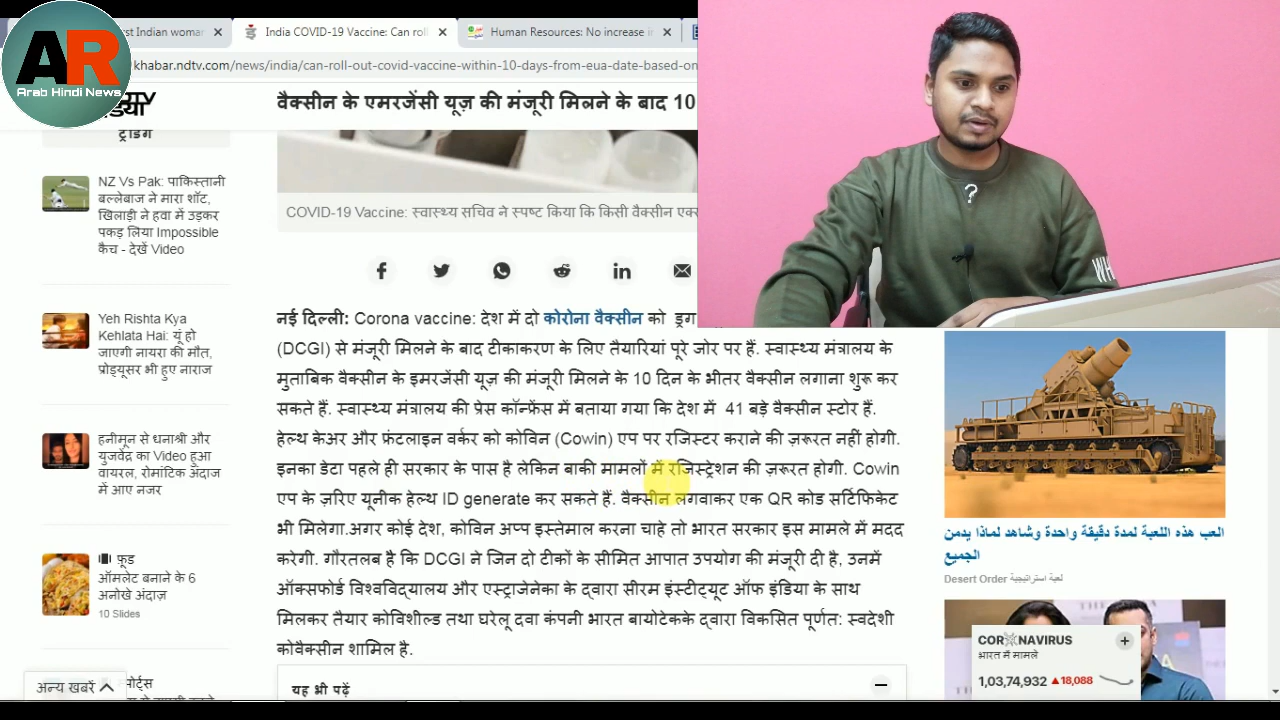 st Indian woma
India COVID-19 Vaccine: Can roll
Human Resources: No increase in
khabar.ndtv.com/news/india/can-roll-out-covid-vaccine-within-10-days-from-eua-date-based-on
AR
Arab Hindi News
वैक्सीन के एमरजेंसी यूज़ की मंजूरी मिलने के बाद 10
ट्रेंडिंग
NZ Vs Pak: पाकिस्तानी
बल्लेबाज ने मारा शॉट,
खिलाड़ी ने हवा में उड़कर
पकड़ लिया Impossible
कैच - देखें Video
Yeh Rishta Kya
Kehlata Hai: यूं हो
जाएगी नायरा की मौत,
प्रोड्यूसर भी हुए नाराज
हनीमून से धनाश्री और
युजवेंद्र का Video हुआ
वायरल, रोमांटिक अंदाज
में आए नजर
फूड
ऑमलेट बनाने के 6
अनोखे अंदाज़
10 Slides
अन्य खबरें
COVID-19 Vaccine: स्वास्थ्य सचिव ने स्पष्ट किया कि किसी वैक्सीन एक्स
नई दिल्ली: Corona vaccine: देश में दो कोरोना वैक्सीन को ड्रग
(DCGI) से मंजूरी मिलने के बाद टीकाकरण के लिए तैयारियां पूरे जोर पर हैं. स्वास्थ्य मंत्रालय के
मुताबिक वैक्सीन के इमरजेंसी यूज़ की मंजूरी मिलने के 10 दिन के भीतर वैक्सीन लगाना शुरू कर
सकते हैं. स्वास्थ्य मंत्रालय की प्रेस कॉन्फ्रेंस में बताया गया कि देश में 41 बड़े वैक्सीन स्टोर हैं.
हेल्थ केअर और फ्रंटलाइन वर्कर को कोविन (Cowin) एप पर रजिस्टर कराने की ज़रूरत नहीं होगी.
इनका डेटा पहले ही सरकार के पास है लेकिन बाकी मामलों में रजिस्ट्रेशन की ज़रूरत होगी. Cowin
एप के ज़रिए यूनीक हेल्थ ID generate कर सकते हैं. वैक्सीन लगवाकर एक QR कोड सर्टिफिकेट
भी मिलेगा.अगर कोई देश, कोविन अप्प इस्तेमाल करना चाहे तो भारत सरकार इस मामले में मदद
करेगी. गौरतलब है कि DCGI ने जिन दो टीकों के सीमित आपात उपयोग की मंजूरी दी है, उनमें
ऑक्सफोर्ड विश्वविद्यालय और एस्ट्राजेनेका के द्वारा सीरम इंस्टीट्यूट ऑफ इंडिया के साथ
मिलकर तैयार कोविशील्ड तथा घरेलू दवा कंपनी भारत बायोटेकके द्वारा विकसित पूर्णत: स्वदेशी
कोवैक्सीन शामिल है.
यह भी पढ़ें
العب هذه اللعبة لمدة دقيقة واحدة وشاهد لماذا يدمن
الجميع
Desert Order لعبة استراتيجية
CORONAVIRUS
भारत में मामले
1,03,74,932 ▲18,088